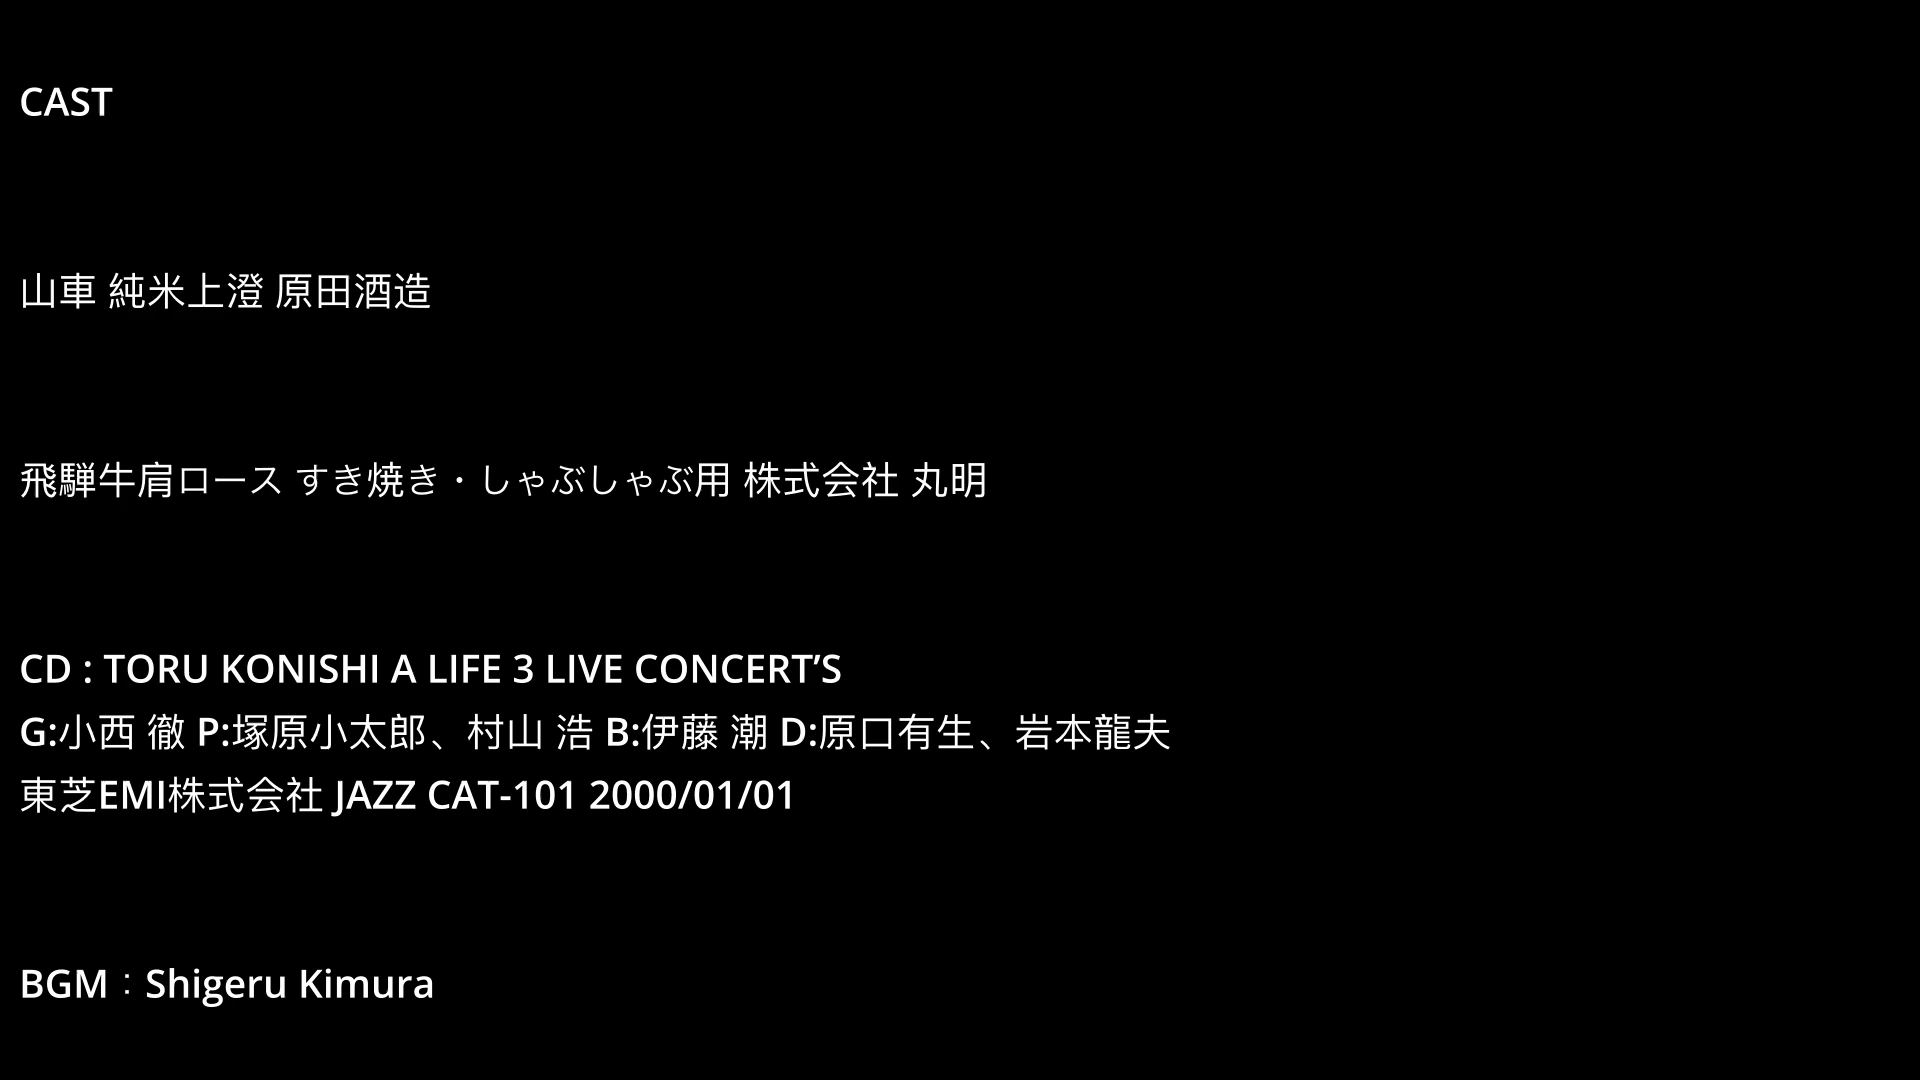 CAST
山車 純米上澄 原田酒造
飛騨牛肩ロース すき焼き・しゃぶしゃぶ用 株式会社 丸明
CD : TORU KONISHI A LIFE 3 LIVE CONCERT’S
G:小西 徹 P:塚原小太郎、村山 浩 B:伊藤 潮 D:原口有生、岩本龍夫
東芝EMI株式会社 JAZZ CAT-101 2000/01/01
BGM：Shigeru Kimura